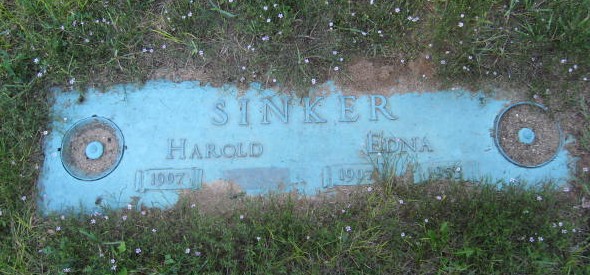 SINKER
HAROLD EDNA
1907